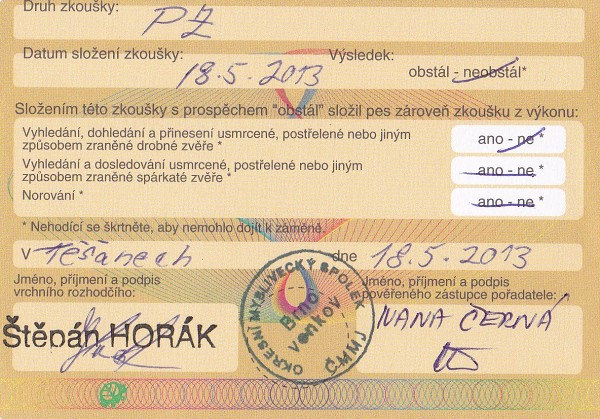 Druh zkoušky: PZ
Datum složení zkoušky: 18.5.2013
Výsledek:
obstál - neobstál*
Složením této zkoušky s prospěchem "obstál" složil pes zároveň zkoušku z výkonu:
Vyhledání, dohledání a přinesení usmrcené, postřelené nebo jiným
způsobem zraněné drobné zvěře *
ano - ne *
Vyhledání a dosledování usmrcené, postřelené nebo jiným
způsobem zraněné spárkaté zvěře *
ano - ne *
Norování *
ano - ne *
* Nehodící se škrtněte, aby nemohlo dojít k záměně.
V Těšanech dne 18.5.2013
Jméno, příjmení a podpis
vrchního rozhodčího:
Štěpán HORÁK
OKRESNÍ MYSLIVECKÝ SPOLEK
Brno
venkov
ČMMJ
Jméno, příjmení a podpis
pověřeného zástupce pořadatele:
IVANA ČERNÁ